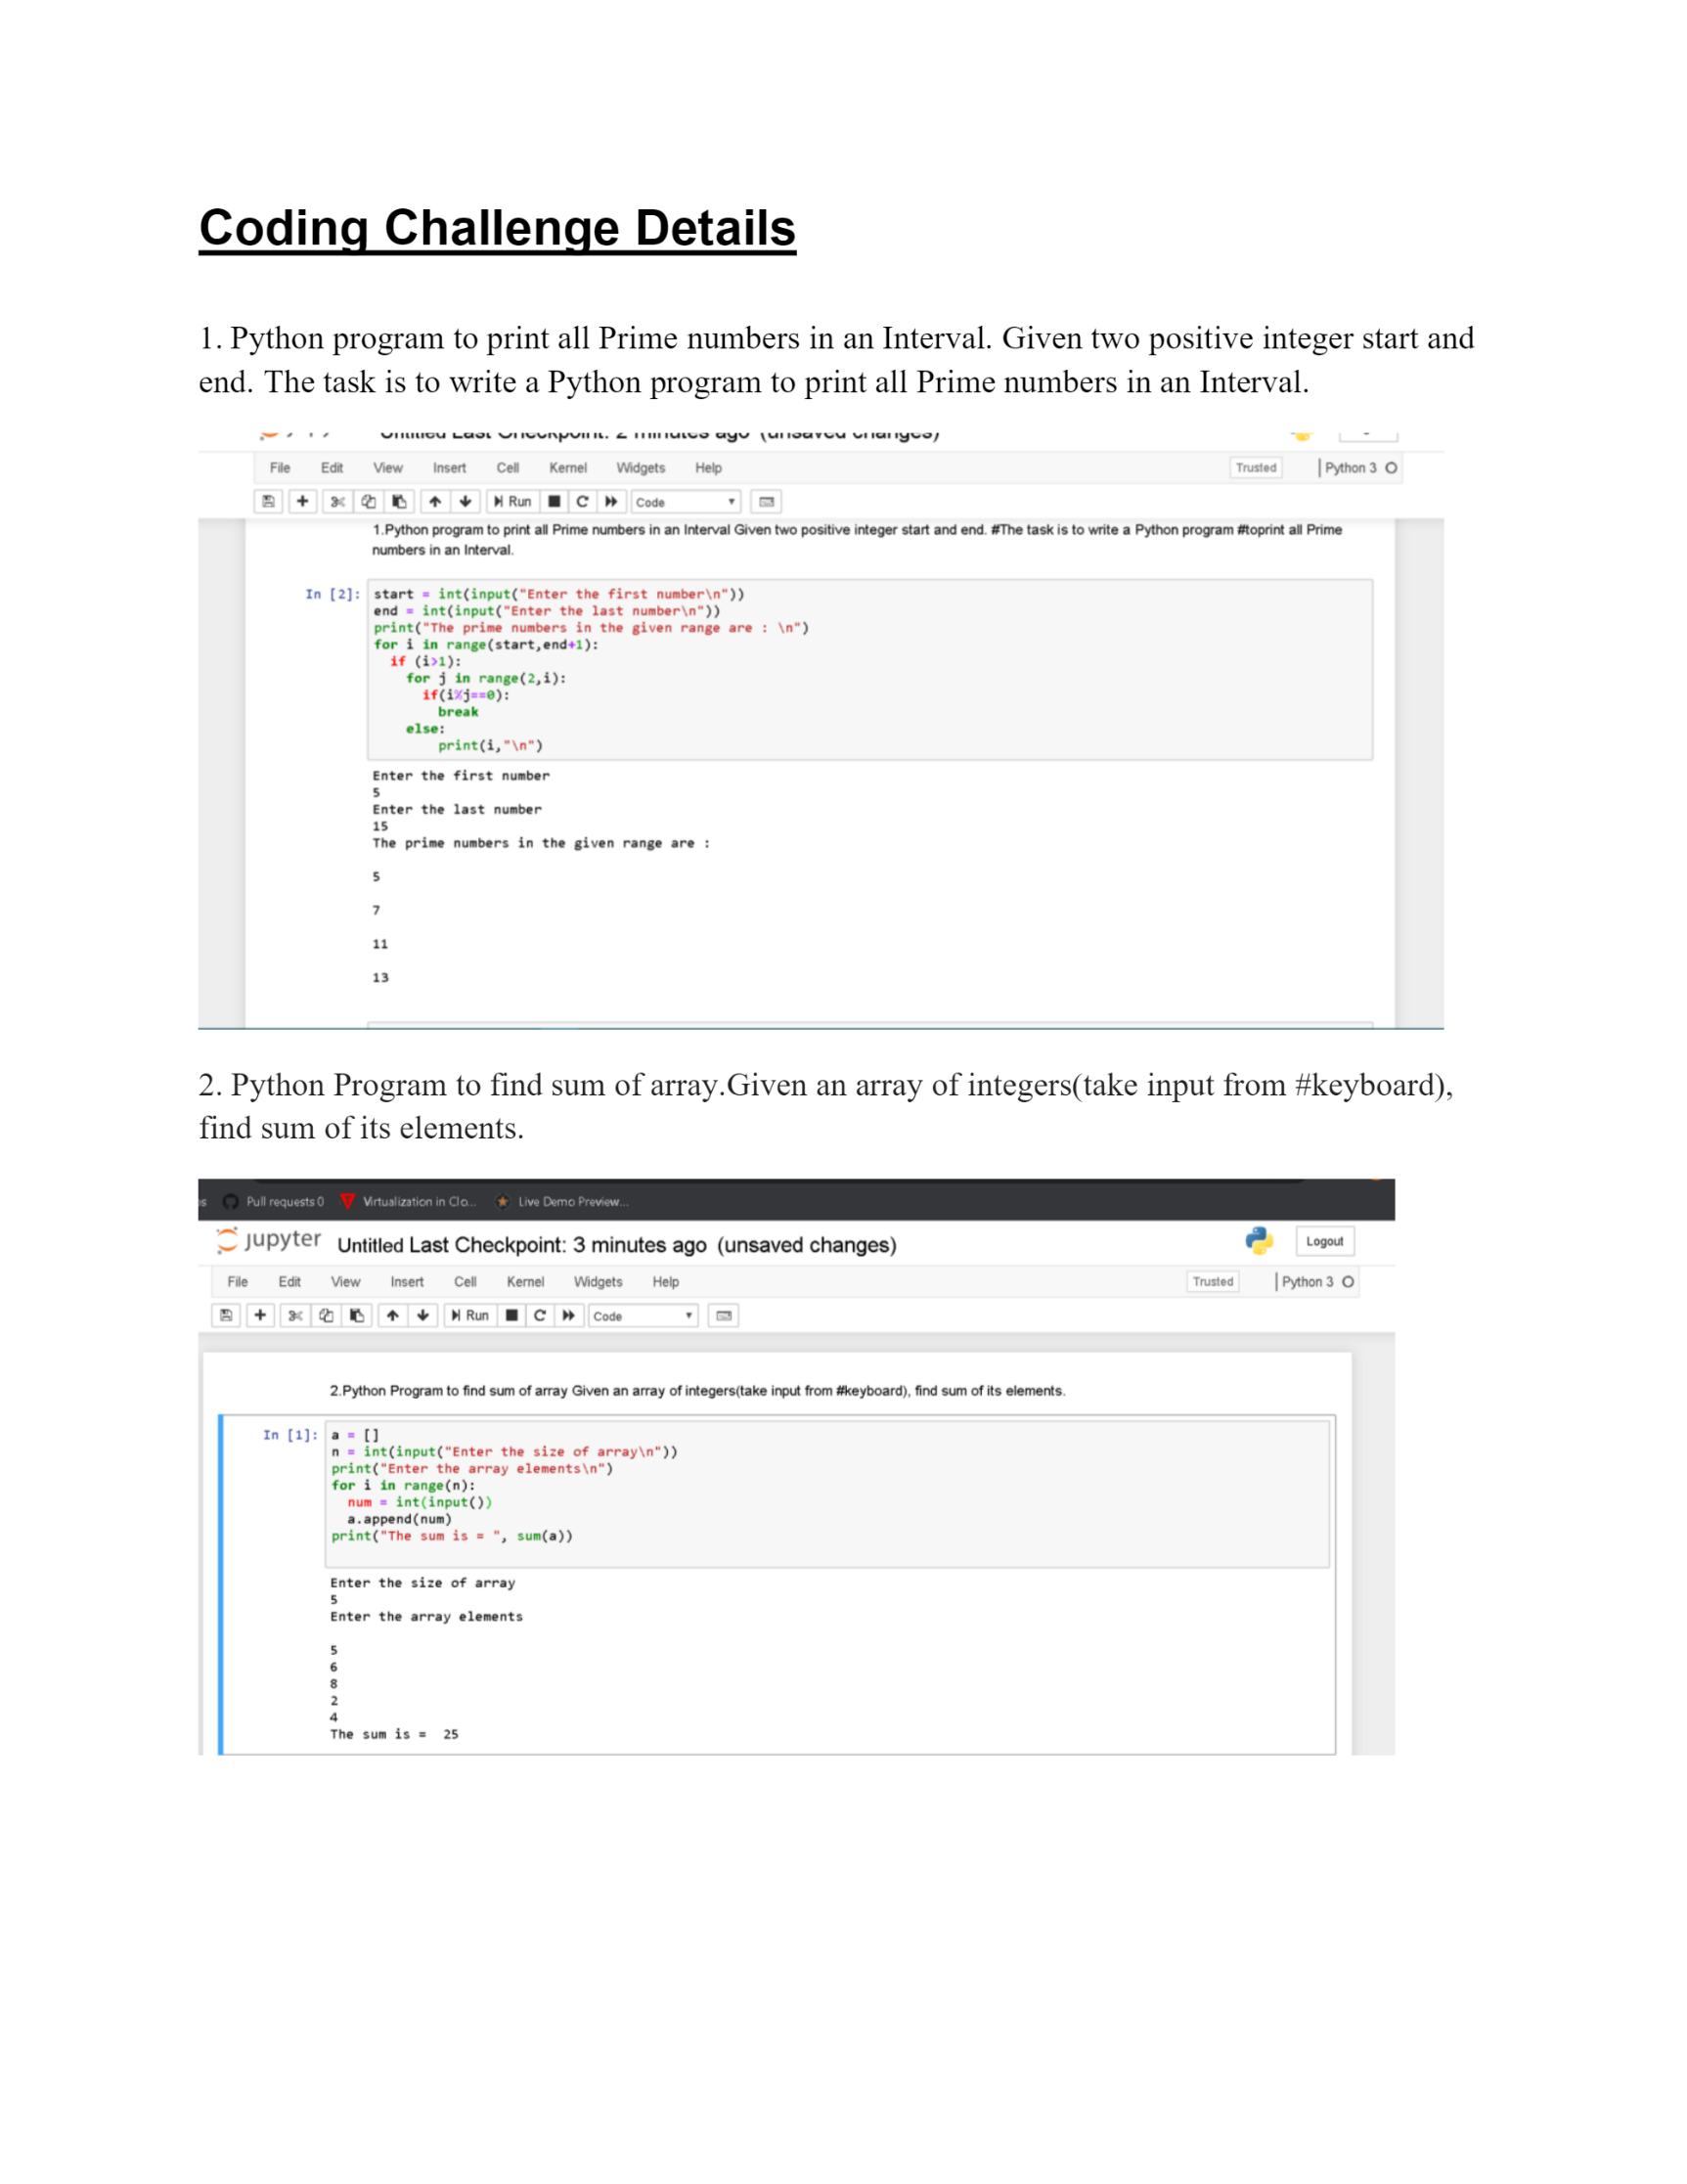 Coding Challenge Details
1. Python program to print all Prime numbers in an Interval. Given two positive integer start and
end. The task is to write a Python program to print all Prime numbers in an Interval.
Untitled Last Checkpoint: 2 minutes ago (unsaved changes)
File Edit View Insert Cell Kernel Widgets Help Trusted Python 3
Run Code
1.Python program to print all Prime numbers in an Interval Given two positive integer start and end. #The task is to write a Python program #toprint all Prime
numbers in an Interval.
In [2]: start = int(input("Enter the first number\n"))
end = int(input("Enter the last number\n"))
print("The prime numbers in the given range are : \n")
for i in range(start,end+1):
if (i>1):
for j in range(2,i):
if(i%j==0):
break
else:
print(i,"\n")
Enter the first number
5
Enter the last number
15
The prime numbers in the given range are :
5
7
11
13
2. Python Program to find sum of array.Given an array of integers(take input from #keyboard),
find sum of its elements.
Pull requests 0 Virtualization in Clo... Live Demo Preview...
jupyter Untitled Last Checkpoint: 3 minutes ago (unsaved changes) Logout
File Edit View Insert Cell Kernel Widgets Help Trusted Python 3
Run Code
2.Python Program to find sum of array Given an array of integers(take input from #keyboard), find sum of its elements.
In [1]: a = []
n = int(input("Enter the size of array\n"))
print("Enter the array elements\n")
for i in range(n):
num = int(input())
a.append(num)
print("The sum is = ", sum(a))
Enter the size of array
5
Enter the array elements
5
6
8
2
4
The sum is =  25